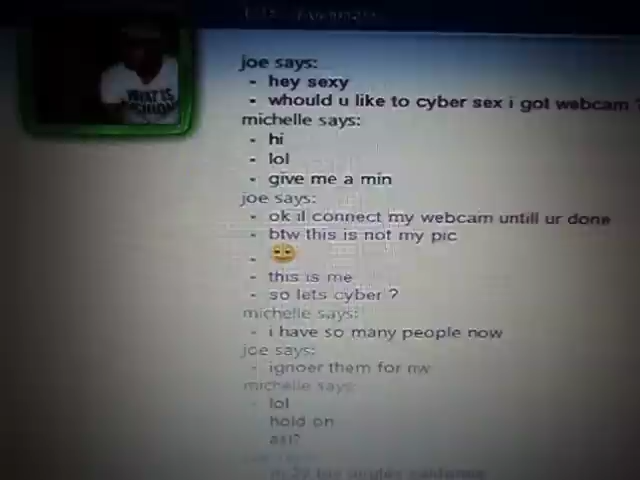 joe says:
- hey sexy
- whould u like to cyber sex i got webcam ?
michelle says:
- hi
- lol
- give me a min
joe says:
- ok il connect my webcam untill ur done
- btw this is not my pic
-
- this is me
- so lets cyber ?
michelle says:
- i have so many people now
joe says:
- ignoer them for nw
michelle says:
- lol
hold on
asl?
WHAT IS